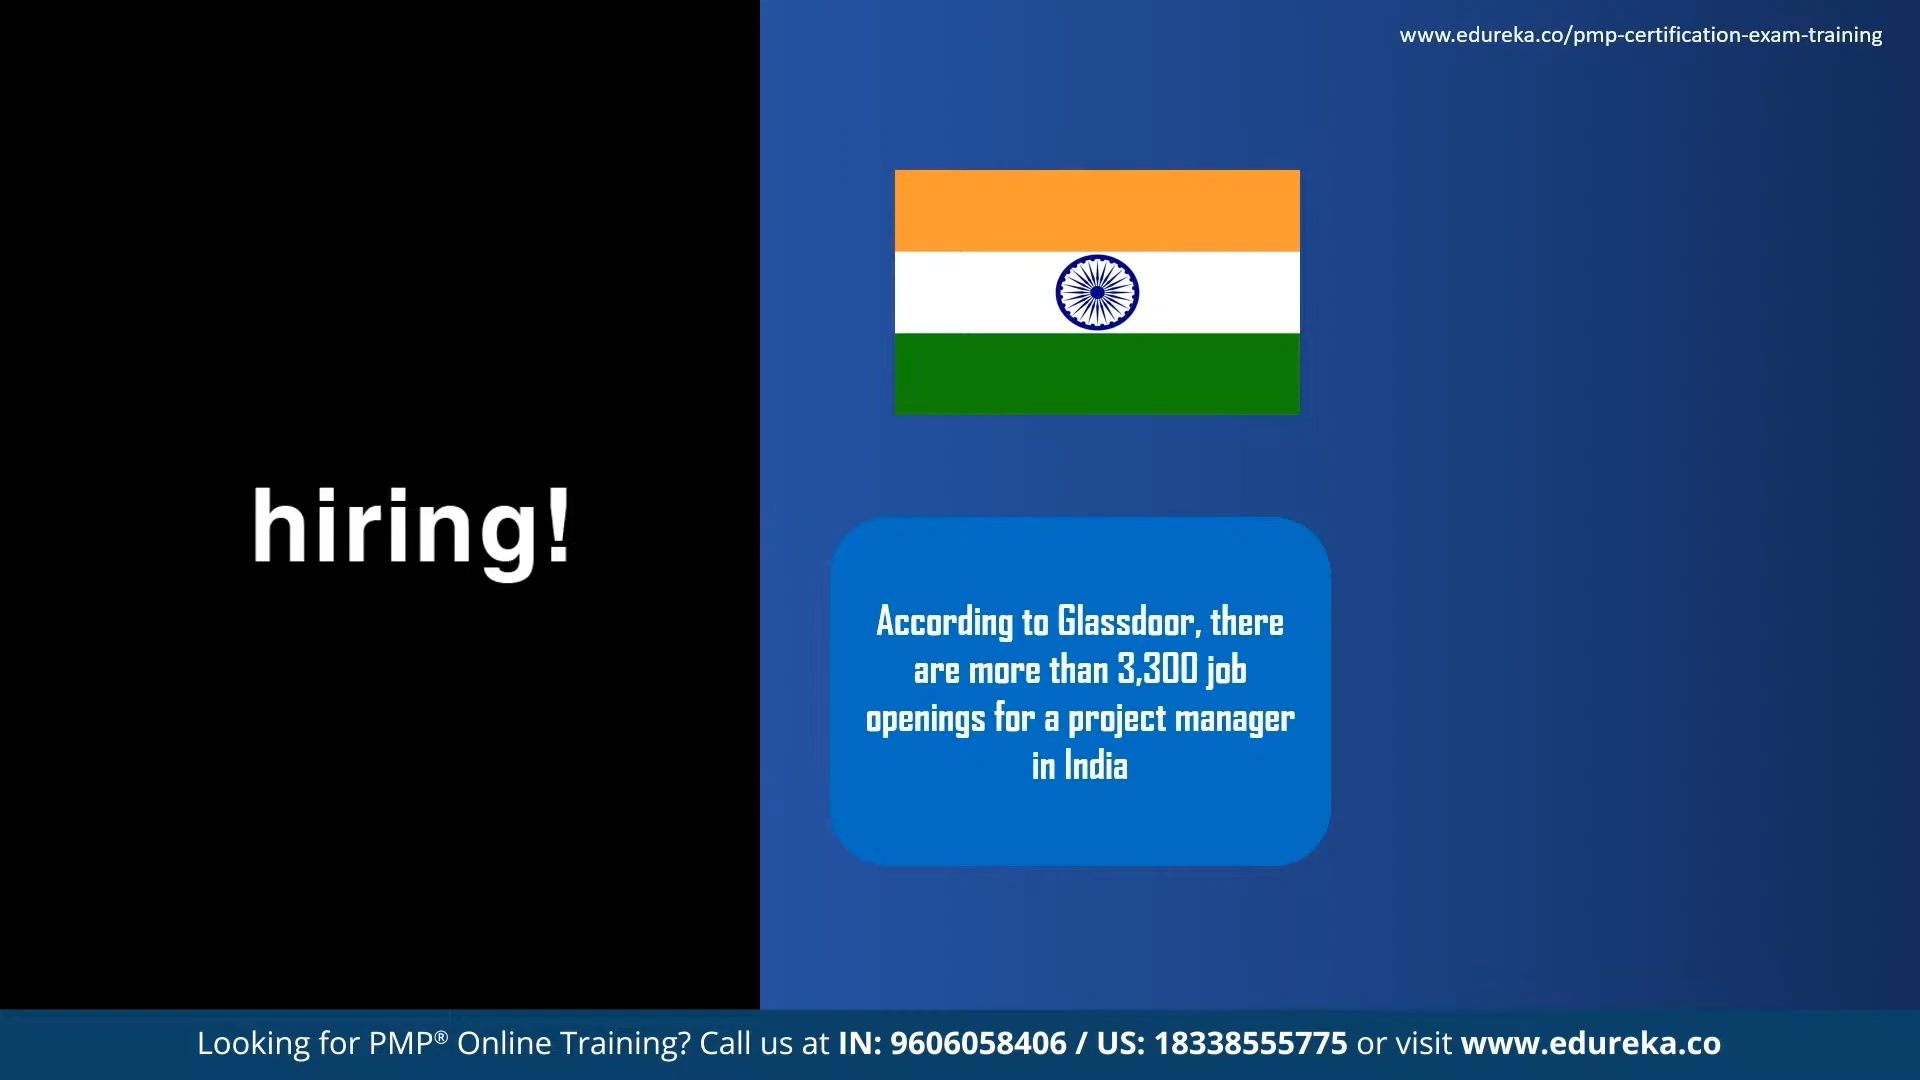 www.edureka.co/pmp-certification-exam-training
hiring!
According to Glassdoor, there
are more than 3,300 job
openings for a project manager
in India
Looking for PMP® Online Training? Call us at IN: 9606058406 / US: 18338555775 or visit www.edureka.co